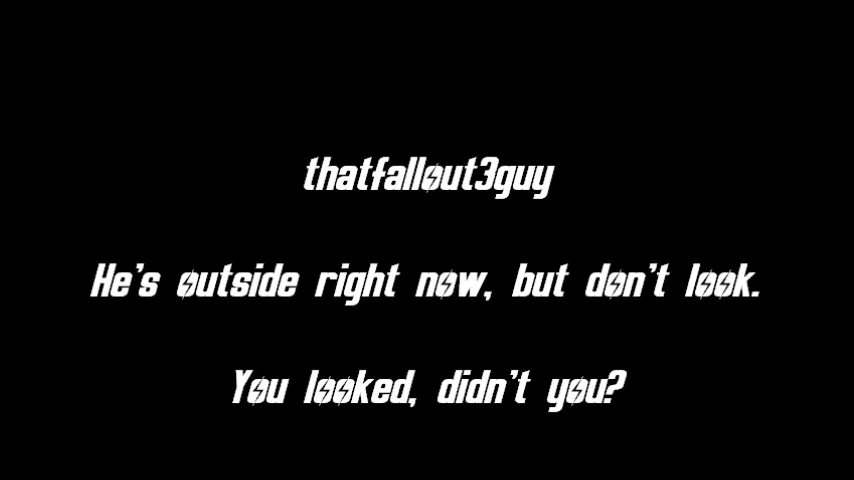 thatfallout3guy
He's outside right now, but don't look.
You looked, didn't you?